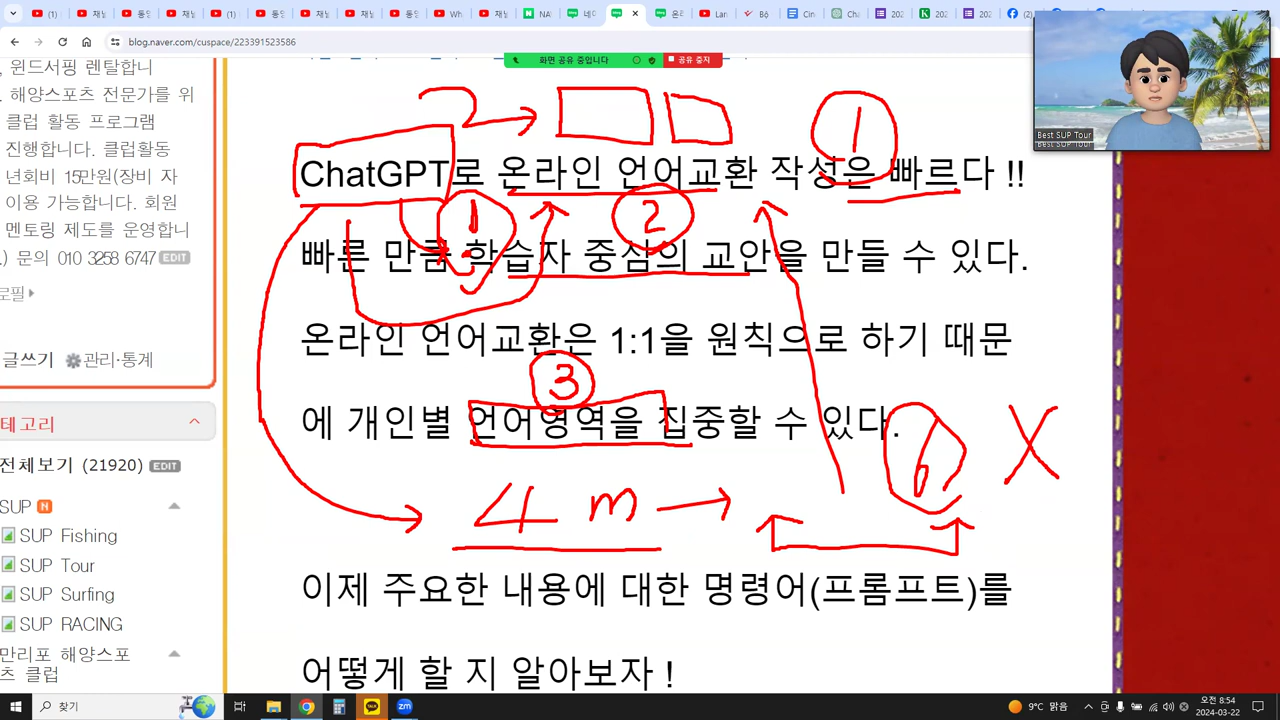 blog.naver.com/cuspace/223391523586
화면 공유 중입니다
공유 중지
Best SUP Tour
Best SUP Tour
, 윈드서핑 렌탈합니
. 해양스포츠 전문가를 위
클럽 활동 프로그램
진행합니다. 클럽활동
년회비 15만원(장비 자
이용 가능합니다. 회원
멘토링 제도를 운영합니
.) 문의 010 3258 6747 EDIT
로필
글쓰기 관리·통계
테고리
전체보기 (21920) EDIT
SUP N
SUP Fishing
SUP Tour
SUP Surfing
SUP RACING
만리포 해양스포
츠 클럽
1
ChatGPT로 온라인 언어교환 작성은 빠르다 !!
1
2
빠른 만큼 학습자 중심의 교안을 만들 수 있다.
온라인 언어교환은 1:1을 원칙으로 하기 때문
3
에 개인별 언어영역을 집중할 수 있다.
6
X
4 m →
이제 주요한 내용에 대한 명령어(프롬프트)를
어떻게 할 지 알아보자 !
찾기
9°C 맑음
오전 8:54
2024-03-22